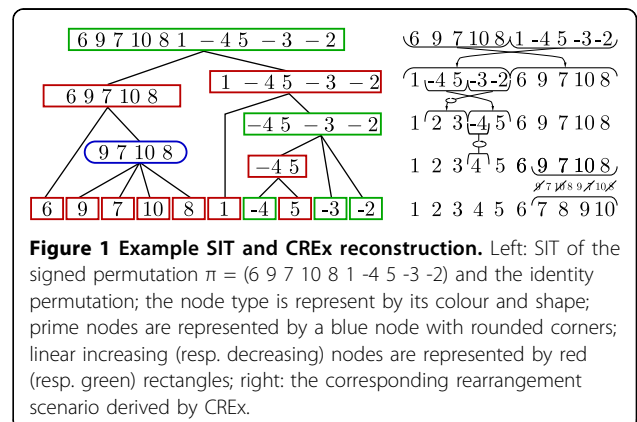 6 9 7 10 8 1 −4 5 −3 −2
1 −4 5 −3 −2
6 9 7 10 8
−4 5 −3 −2
9 7 10 8
−4 5
6 9 7 10 8 1 -4 5 -3 -2
6 9 7 10 8 1 -4 5 -3 -2
1 -4 5 -3 -2 6 9 7 10 8
1 2 3 -4 5 6 9 7 10 8
1 2 3 4 5 6 9 7 10 8
9 7 10 8 9 7 10 8
1 2 3 4 5 6 7 8 9 10
Figure 1 Example SIT and CREx reconstruction. Left: SIT of the
signed permutation π = (6 9 7 10 8 1 -4 5 -3 -2) and the identity
permutation; the node type is represent by its colour and shape;
prime nodes are represented by a blue node with rounded corners;
linear increasing (resp. decreasing) nodes are represented by red
(resp. green) rectangles; right: the corresponding rearrangement
scenario derived by CREx.